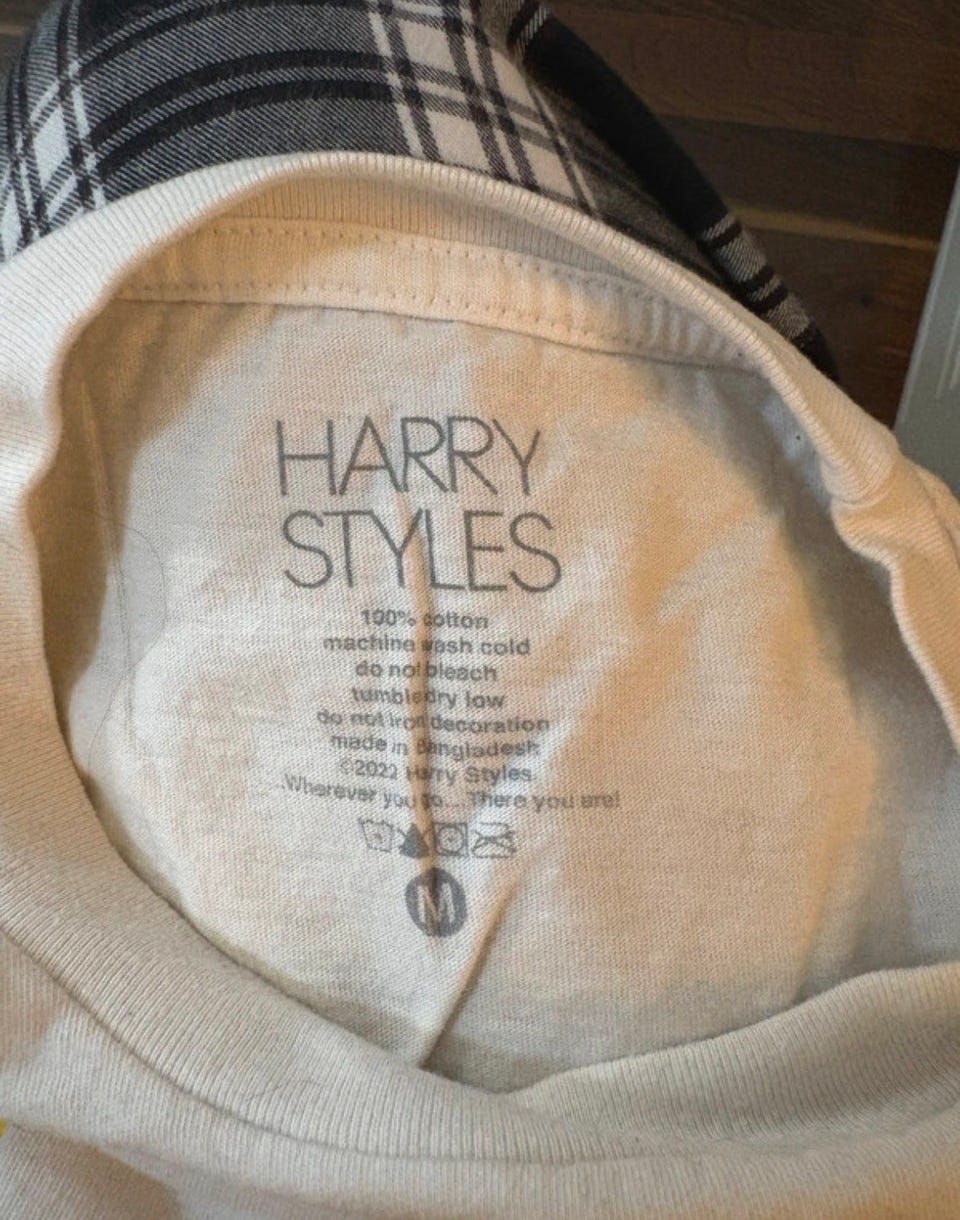 HARRY
STYLES
100% cotton
machine wash cold
do not bleach
tumble dry low
do not iron decoration
made in Bangladesh
©2022 Harry Styles
...Wherever you go....There you are!
M